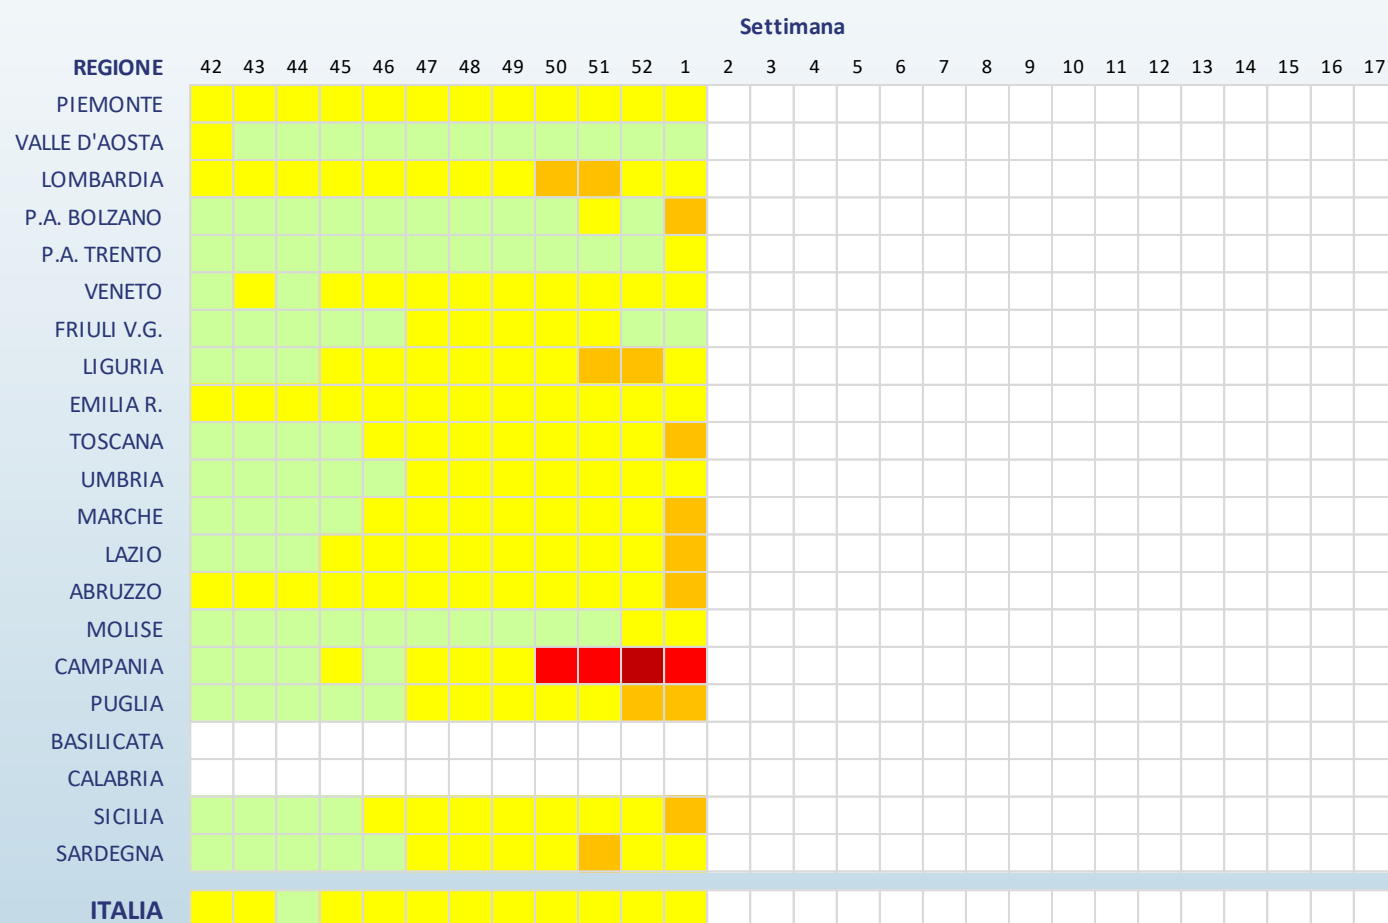 Settimana
REGIONE 42 43 44 45 46 47 48 49 50 51 52 1 2 3 4 5 6 7 8 9 10 11 12 13 14 15 16 17
PIEMONTE
VALLE D'AOSTA
LOMBARDIA
P.A. BOLZANO
P.A. TRENTO
VENETO
FRIULI V.G.
LIGURIA
EMILIA R.
TOSCANA
UMBRIA
MARCHE
LAZIO
ABRUZZO
MOLISE
CAMPANIA
PUGLIA
BASILICATA
CALABRIA
SICILIA
SARDEGNA
ITALIA